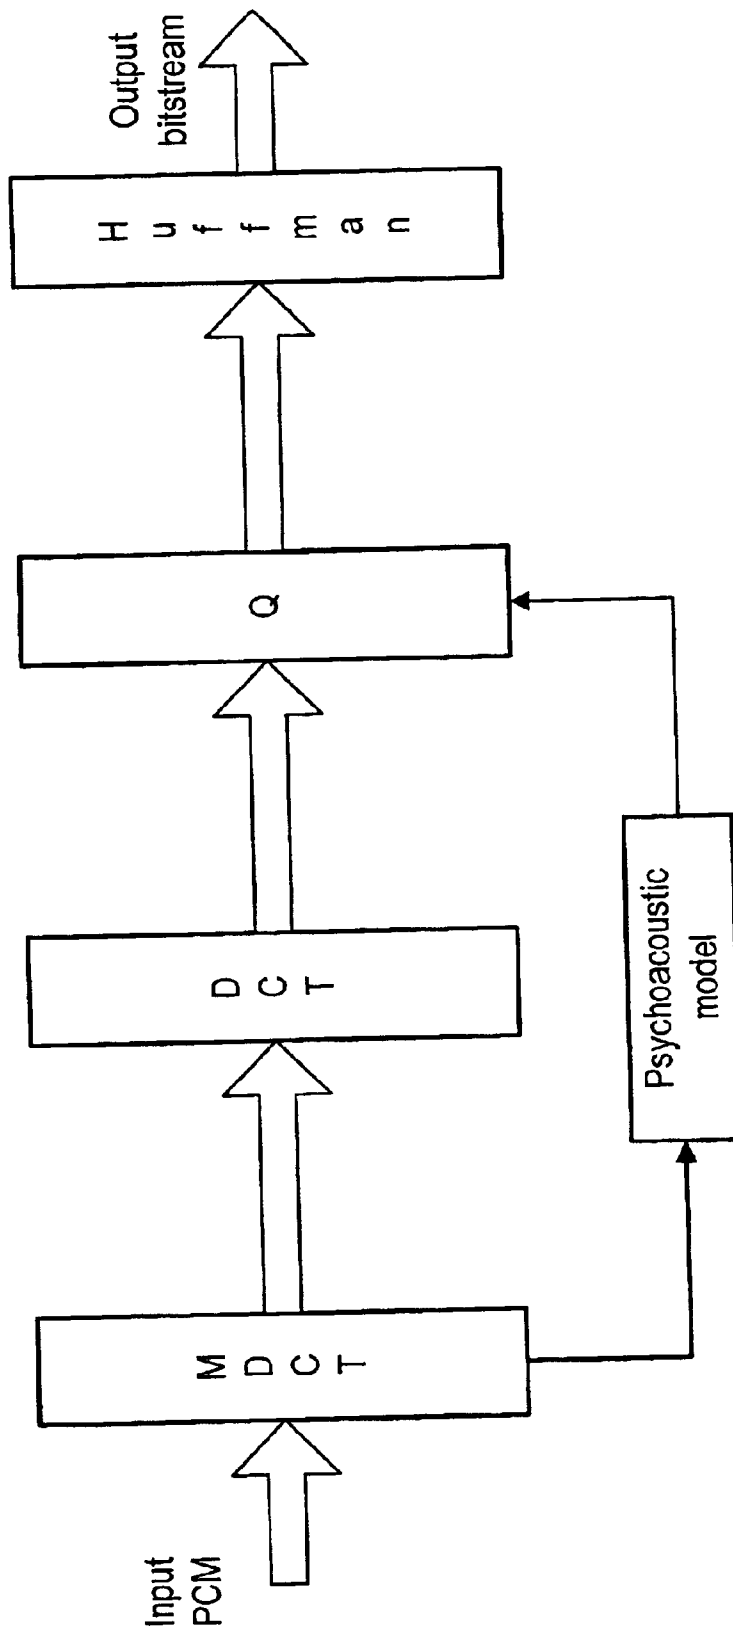 Input
PCM
M
D
C
T
D
C
T
Q
H
u
f
f
m
a
n
Output
bitstream
Psychoacoustic
model